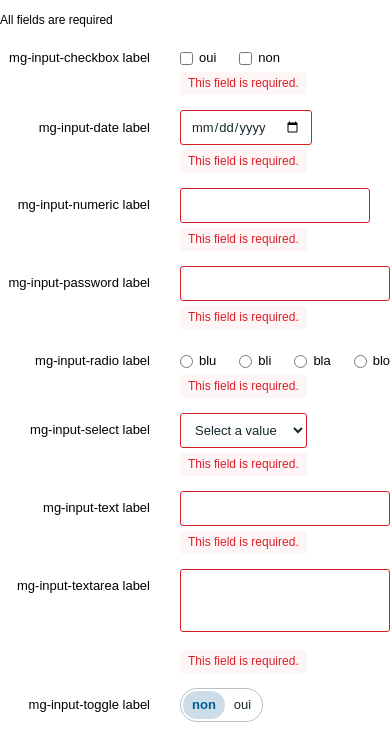 All fields are required
mg-input-checkbox label oui non
This field is required.
mg-input-date label mm/dd/yyyy
This field is required.
mg-input-numeric label
This field is required.
mg-input-password label
This field is required.
mg-input-radio label blu bli bla blo
This field is required.
mg-input-select label Select a value
This field is required.
mg-input-text label
This field is required.
mg-input-textarea label
This field is required.
mg-input-toggle label non oui